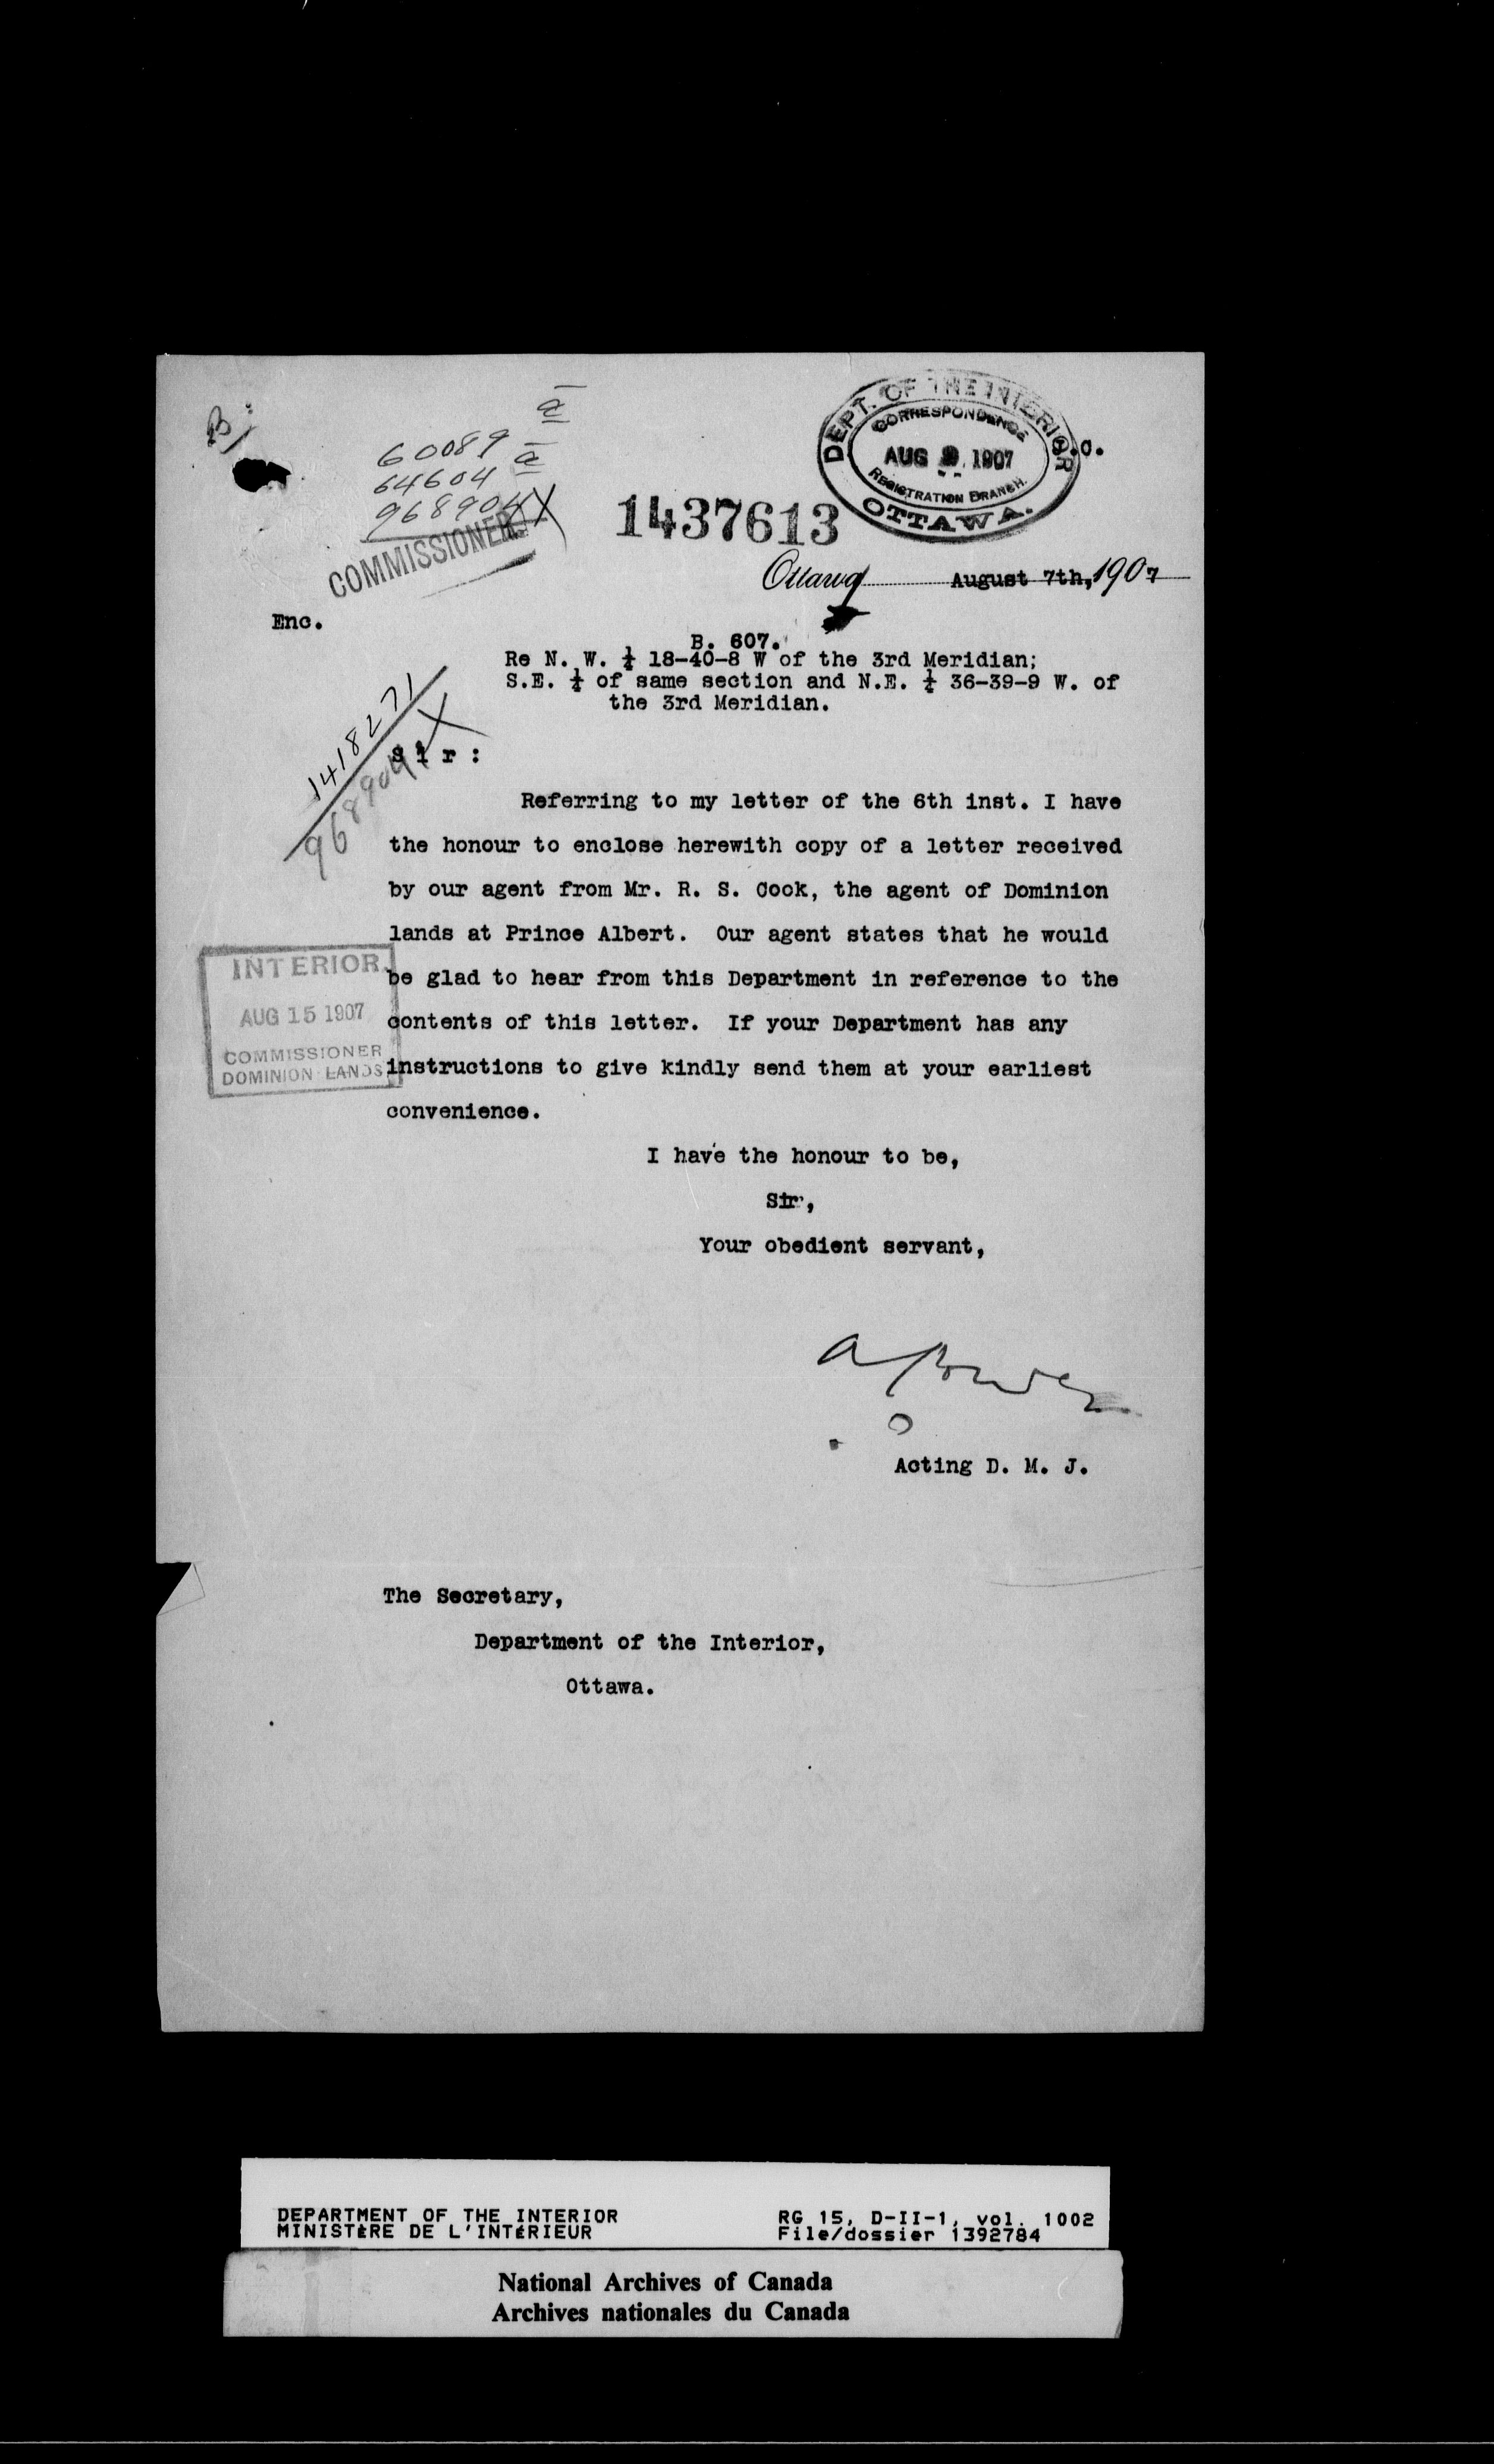 B/
60089 a
64604 a
968904 X
COMMISSIONER.
1437613
DEPT. OF THE INTERIOR
CORRESPONDENCE
AUG 9 1907
REGISTRATION BRANCH.
OTTAWA.
Ottawa August 7th, 1907
Enc.
B. 607.
Re N. W. ¼ 18-40-8 W of the 3rd Meridian;
S.E. ¼ of same section and N.E. ¼ 36-39-9 W. of
the 3rd Meridian.
1418271
968904 X
Sir:
Referring to my letter of the 6th inst. I have
the honour to enclose herewith copy of a letter received
by our agent from Mr. R. S. Cook, the agent of Dominion
lands at Prince Albert. Our agent states that he would
be glad to hear from this Department in reference to the
contents of this letter. If your Department has any
instructions to give kindly send them at your earliest
convenience.
INTERIOR.
AUG 15 1907
COMMISSIONER
DOMINION LANDS
I have the honour to be,
Sir,
Your obedient servant,
A Power
Acting D. M. J.
The Secretary,
Department of the Interior,
Ottawa.
DEPARTMENT OF THE INTERIOR
MINISTÈRE DE L'INTÉRIEUR
RG 15, D-II-1, vol. 1002
File/dossier 1392784
National Archives of Canada
Archives nationales du Canada